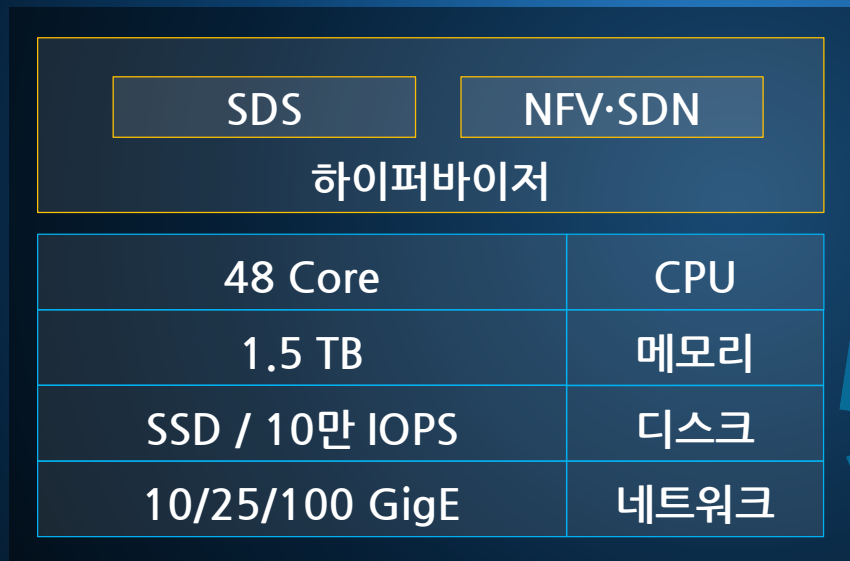 SDS NFV·SDN
하이퍼바이저
48 Core CPU
1.5 TB 메모리
SSD / 10만 IOPS 디스크
10/25/100 GigE 네트워크